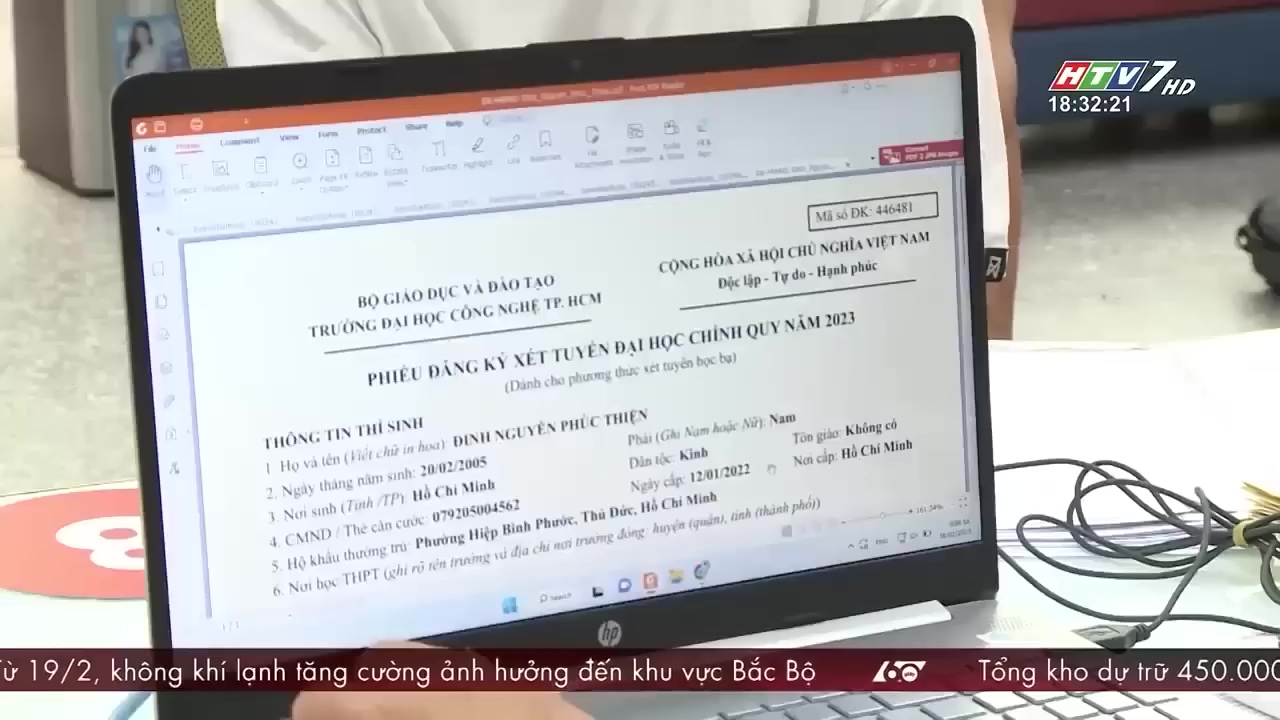 HTV7 HD
18:32:21
File Home Comment View Form Protect Share Help
Mã số ĐK: 446481
BỘ GIÁO DỤC VÀ ĐÀO TẠO
TRƯỜNG ĐẠI HỌC CÔNG NGHỆ TP. HCM
CỘNG HÒA XÃ HỘI CHỦ NGHĨA VIỆT NAM
Độc lập - Tự do - Hạnh phúc
PHIẾU ĐĂNG KÝ XÉT TUYỂN ĐẠI HỌC CHÍNH QUY NĂM 2023
(Dành cho phương thức xét tuyển học bạ)
THÔNG TIN THÍ SINH
1. Họ và tên (Viết chữ in hoa): ĐINH NGUYỄN PHÚC THIỆN Phái (Ghi Nam hoặc Nữ): Nam
2. Ngày tháng năm sinh: 20/02/2005 Dân tộc: Kinh Tôn giáo: Không có
3. Nơi sinh (Tỉnh /TP): Hồ Chí Minh
4. CMND / Thẻ căn cước: 079205004562 Ngày cấp: 12/01/2022 Nơi cấp: Hồ Chí Minh
5. Hộ khẩu thường trú: Phường Hiệp Bình Phước, Thủ Đức, Hồ Chí Minh
6. Nơi học THPT (ghi rõ tên trường và địa chỉ nơi trường đóng: huyện (quận), tỉnh (thành phố))
Search
hp
Từ 19/2, không khí lạnh tăng cường ảnh hưởng đến khu vực Bắc Bộ 60 giây Tổng kho dự trữ 450.000